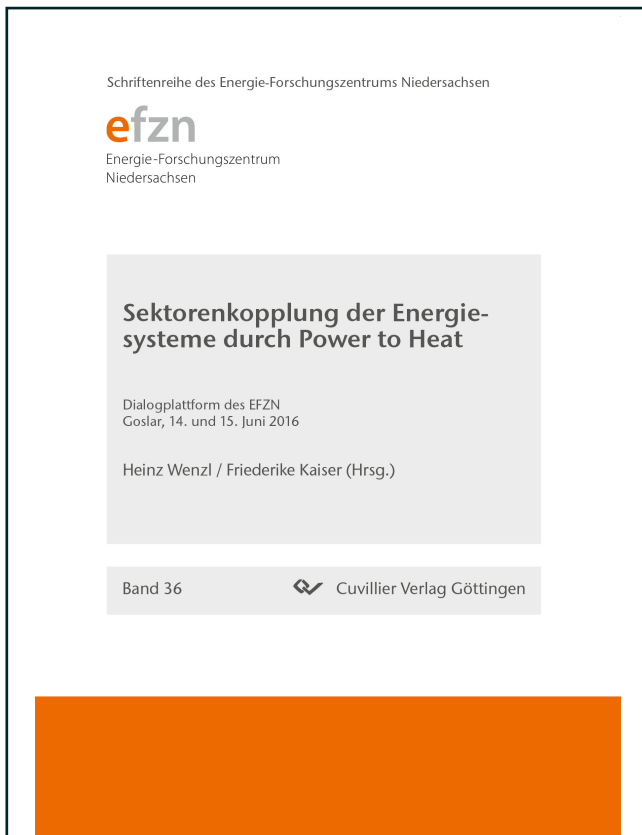 Schriftenreihe des Energie-Forschungszentrums Niedersachsen
efzn
Energie-Forschungszentrum
Niedersachsen
Sektorenkopplung der Energie-
systeme durch Power to Heat
Dialogplattform des EFZN
Goslar, 14. und 15. Juni 2016
Heinz Wenzl / Friederike Kaiser (Hrsg.)
Band 36
Cuvillier Verlag Göttingen